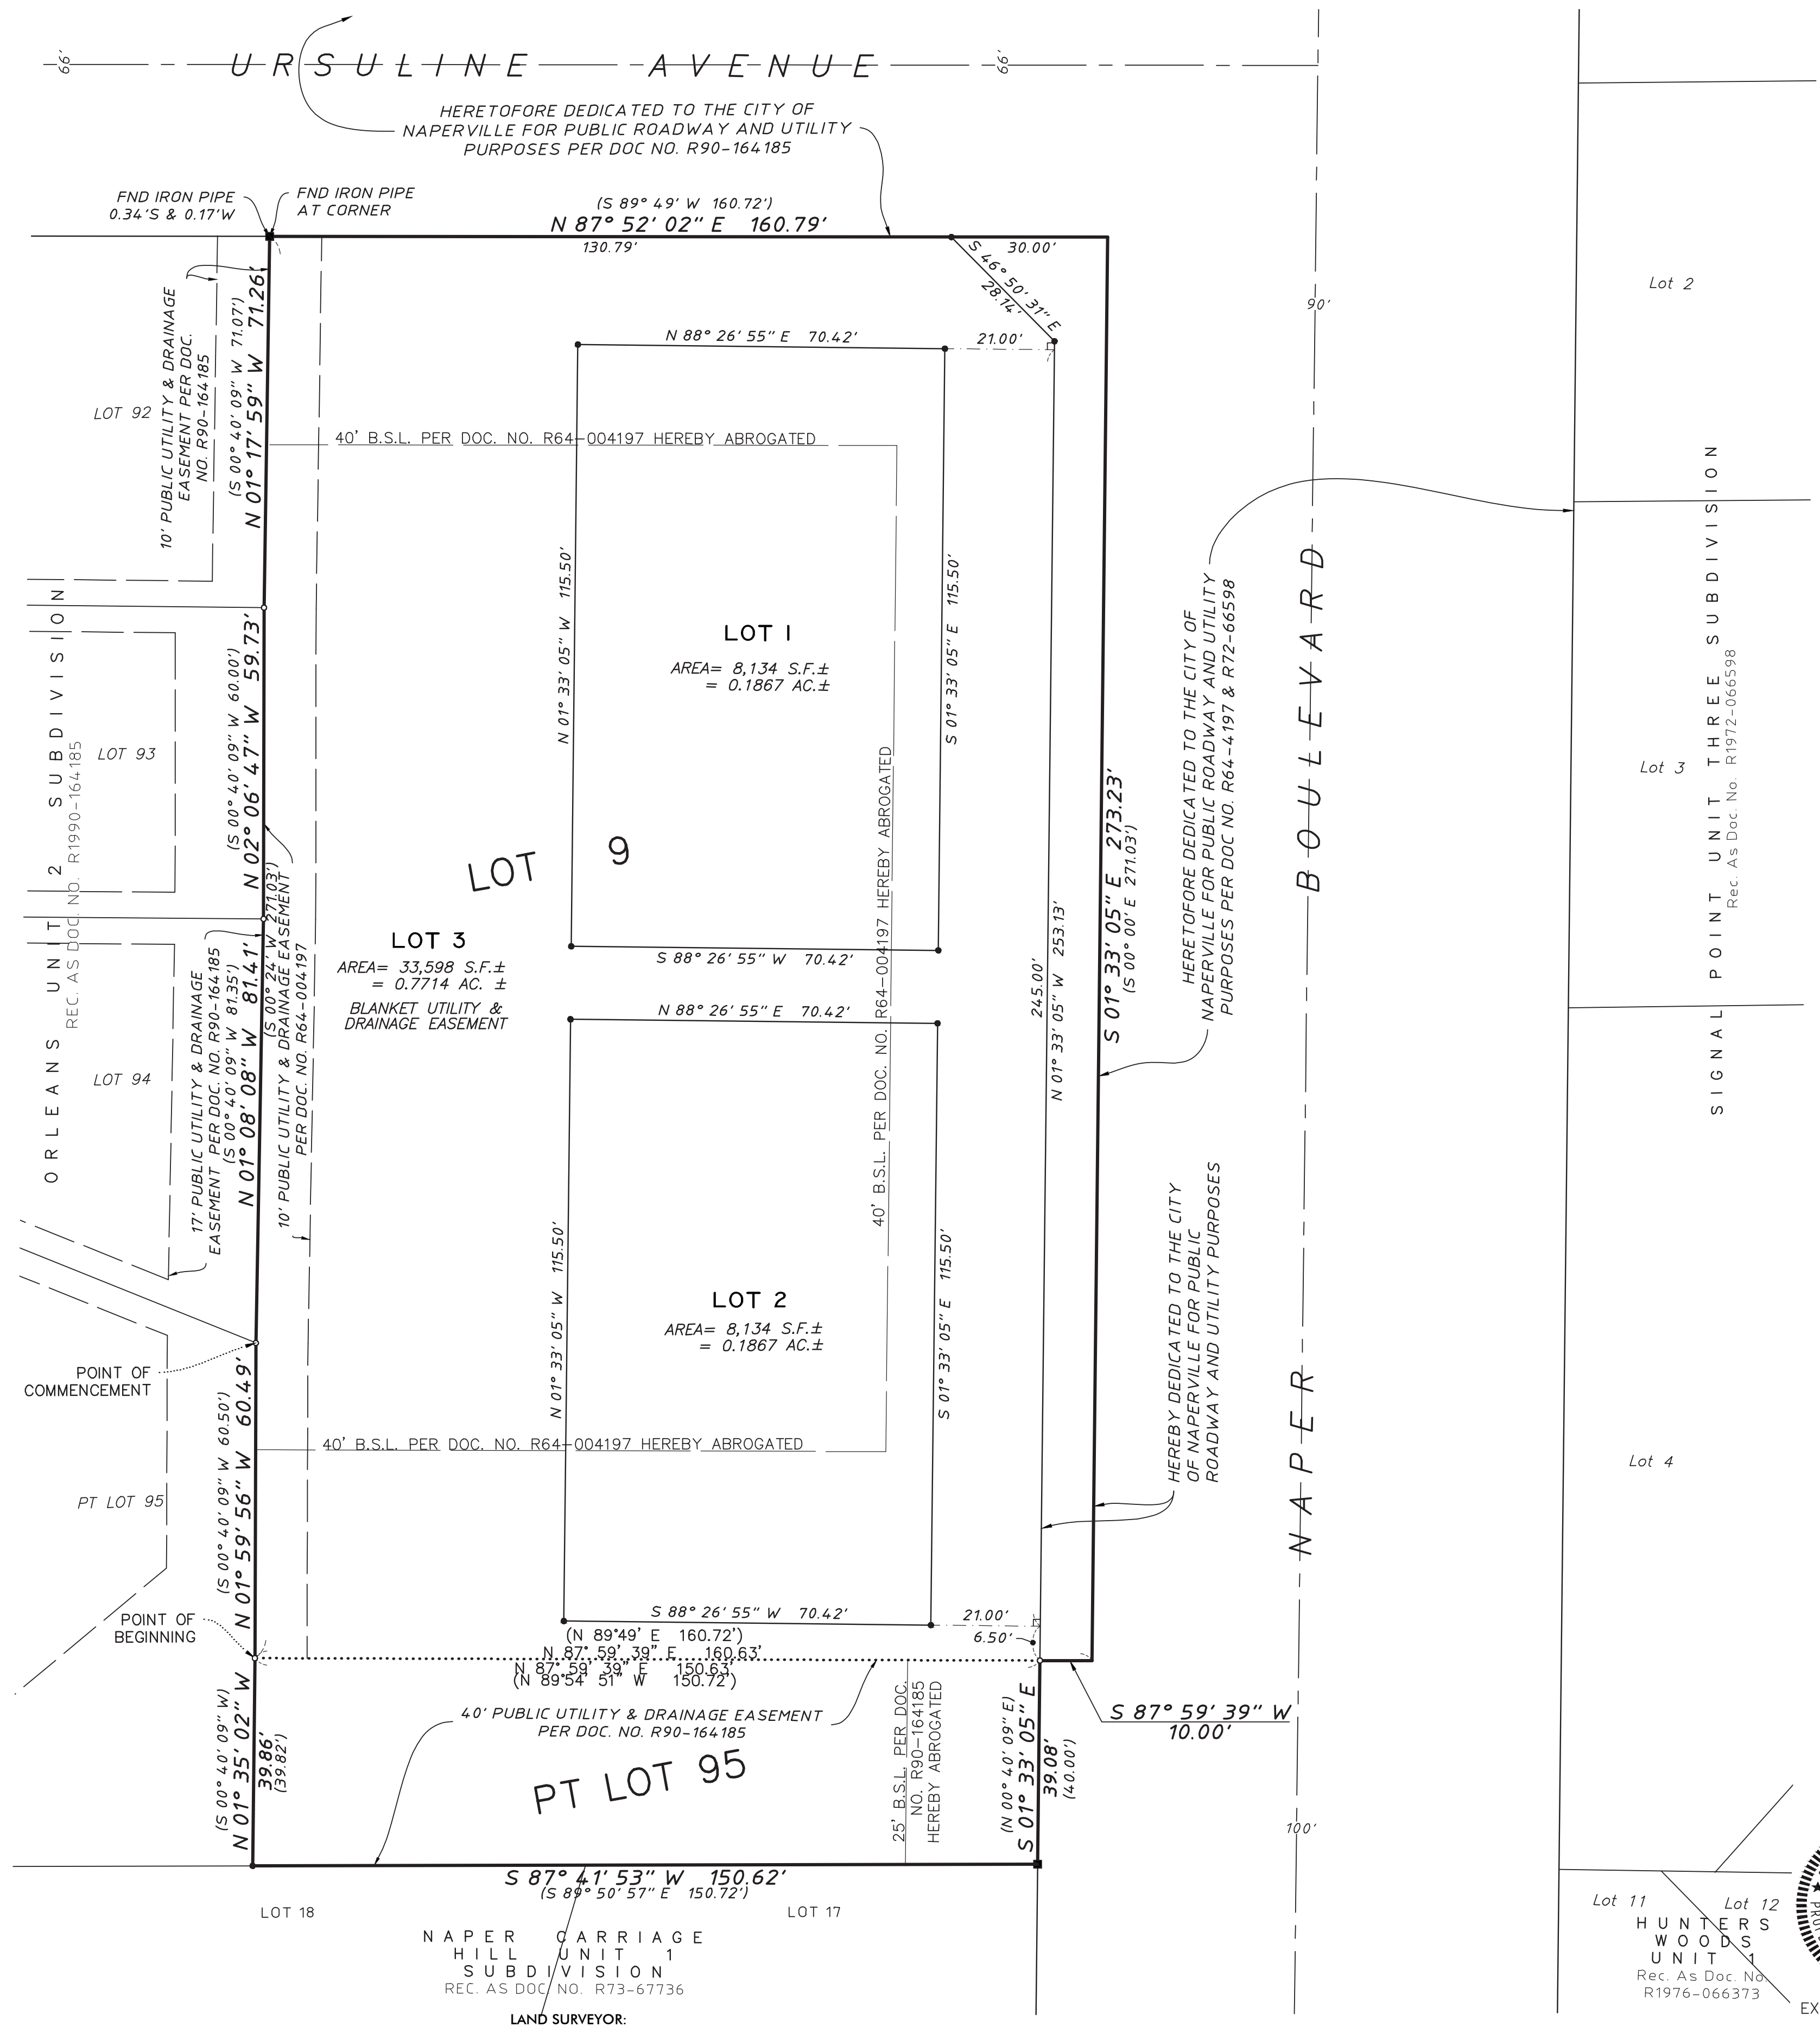 66'
URSULINE AVENUE
66'
HERETOFORE DEDICATED TO THE CITY OF
NAPERVILLE FOR PUBLIC ROADWAY AND UTILITY
PURPOSES PER DOC NO. R90-164185
FND IRON PIPE
0.34'S & 0.17'W
FND IRON PIPE
AT CORNER
(S 89° 49' W 160.72')
N 87° 52' 02" E 160.79'
130.79'
30.00'
S 46° 50' 31" E
28.14'
90'
Lot 2
N 88° 26' 55" E 70.42'
21.00'
10' PUBLIC UTILITY & DRAINAGE
EASEMENT PER DOC.
NO. R90-164185
(S 00° 40' 09" W 71.07')
N 01° 17' 59" W 71.26'
LOT 92
40' B.S.L. PER DOC. NO. R64-004197 HEREBY ABROGATED
N 01° 33' 05" W 115.50'
S 01° 33' 05" E 115.50'
LOT 1
AREA= 8,134 S.F.±
= 0.1867 AC.±
HERETOFORE DEDICATED TO THE CITY OF
NAPERVILLE FOR PUBLIC ROADWAY AND UTILITY
PURPOSES PER DOC NO. R64-4197 & R72-66598
NAPER BOULEVARD
SIGNAL POINT UNIT THREE SUBDIVISION
Rec. As Doc. No. R1972-066598
Lot 3
ORLEANS UNIT 2 SUBDIVISION
REC. AS DOC. NO. R1990-164185
LOT 93
(S 00° 40' 09" W 60.00')
N 02° 06' 47" W 59.73'
LOT 9
40' B.S.L. PER DOC. NO. R64-004197 HEREBY ABROGATED
S 01° 33' 05" E 273.23'
(S 00° 00' E 271.03')
245.00'
N 01° 33' 05" W 253.13'
S 88° 26' 55" W 70.42'
LOT 3
AREA= 33,598 S.F.±
= 0.7714 AC. ±
BLANKET UTILITY &
DRAINAGE EASEMENT
N 88° 26' 55" E 70.42'
LOT 94
17' PUBLIC UTILITY & DRAINAGE
EASEMENT PER DOC. NO. R90-164185
(S 00° 40' 09" W 81.35')
N 01° 08' 08" W 81.41'
(S 00° 24' W 271.03')
10' PUBLIC UTILITY & DRAINAGE EASEMENT
PER DOC. NO. R64-004197
N 01° 33' 05" W 115.50'
S 01° 33' 05" E 115.50'
LOT 2
AREA= 8,134 S.F.±
= 0.1867 AC.±
HEREBY DEDICATED TO THE CITY
OF NAPERVILLE FOR PUBLIC
ROADWAY AND UTILITY PURPOSES
POINT OF
COMMENCEMENT
40' B.S.L. PER DOC. NO. R64-004197 HEREBY ABROGATED
Lot 4
PT LOT 95
(S 00° 40' 09" W 60.50')
N 01° 59' 56" W 60.49'
POINT OF
BEGINNING
S 88° 26' 55" W 70.42'
21.00'
(N 89°49' E 160.72')
6.50'
N 87° 59' 39" E 160.63'
N 87° 59' 39" E 150.63'
(N 89°54' 51" W 150.72')
40' PUBLIC UTILITY & DRAINAGE EASEMENT
PER DOC. NO. R90-164185
S 87° 59' 39" W
10.00'
(S 00° 40' 09" W)
N 01° 35' 02" W
39.86'
(39.82')
PT LOT 95
25' B.S.L. PER DOC.
NO. R90-164185
HEREBY ABROGATED
(N 00° 40' 09" E)
S 01° 33' 05" E
39.08'
(40.00')
100'
S 87° 41' 53" W 150.62'
(S 89° 50' 57" E 150.72')
LOT 18
LOT 17
NAPER CARRIAGE
HILL UNIT 1
SUBDIVISION
REC. AS DOC NO. R73-67736
LAND SURVEYOR:
Lot 11
Lot 12
HUNTERS
WOODS
UNIT 1
Rec. As Doc. No
R1976-066373
EX